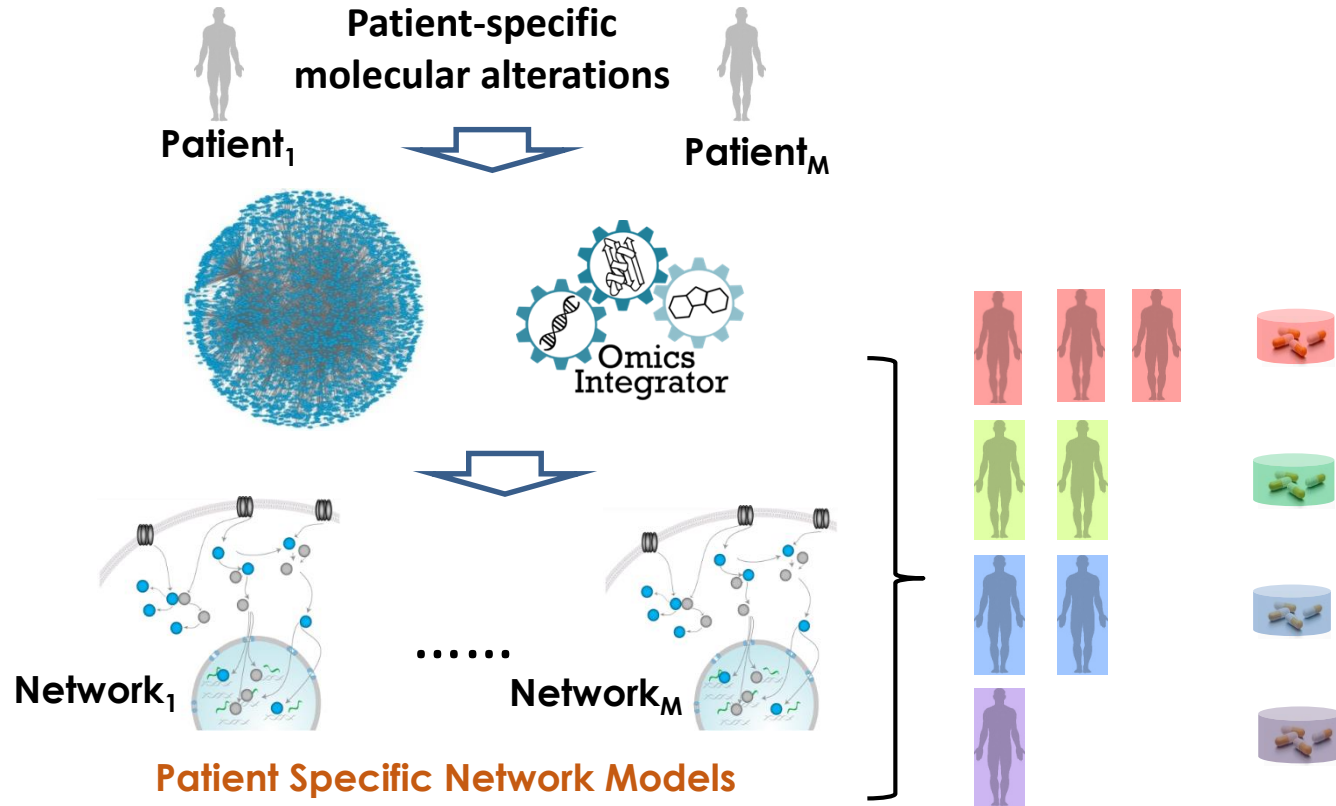 Patient-specific
molecular alterations
Patient₁
Patientₘ
Omics
Integrator
Network₁
......
Networkₘ
Patient Specific Network Models